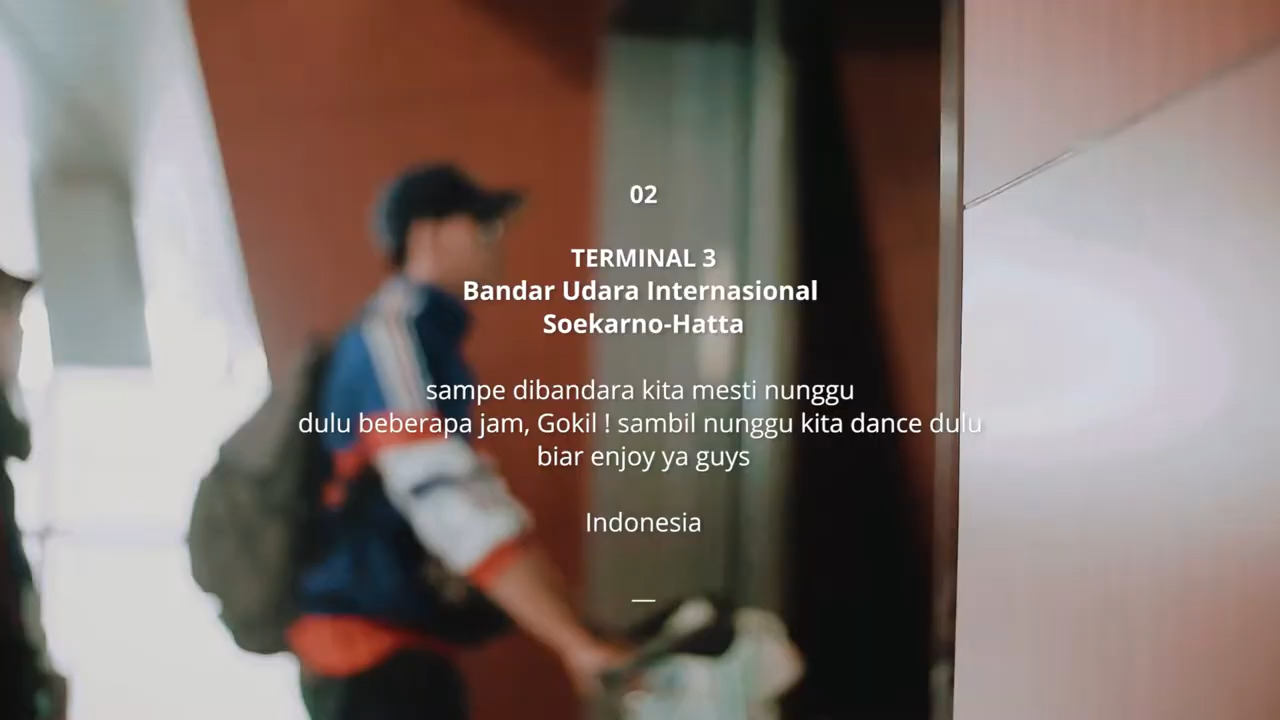 02
TERMINAL 3
Bandar Udara Internasional
Soekarno-Hatta
sampe dibandara kita mesti nunggu
dulu beberapa jam, Gokil ! sambil nunggu kita dance dulu
biar enjoy ya guys
Indonesia
—